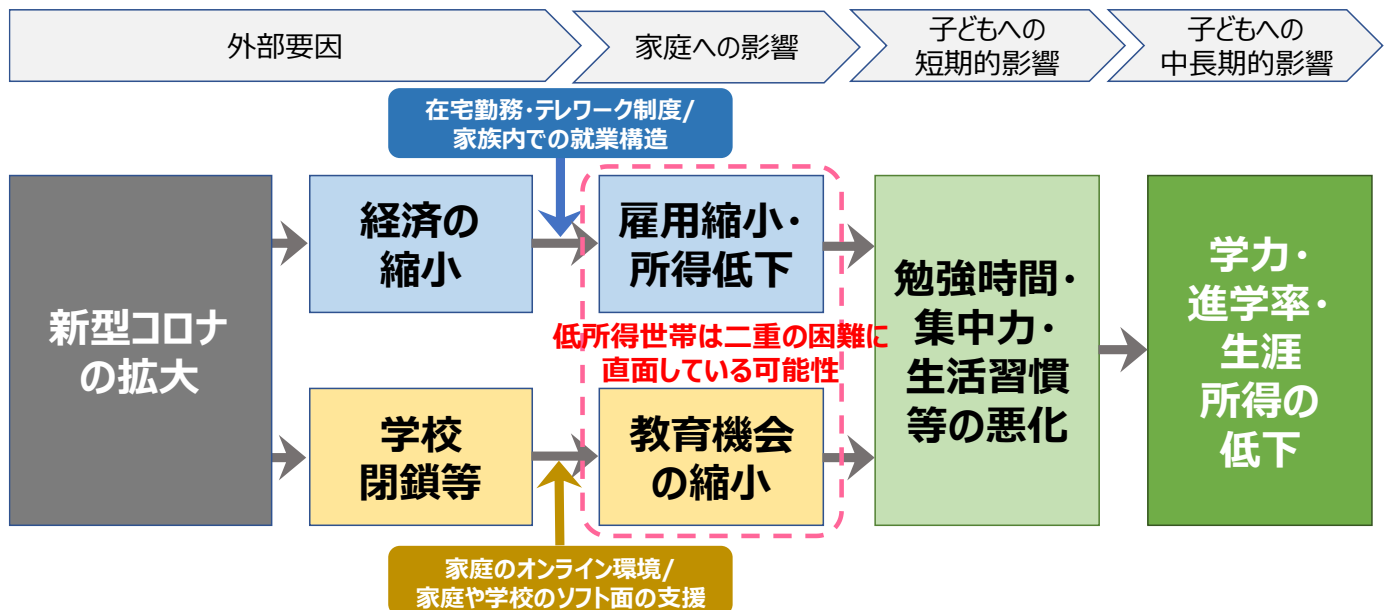 外部要因
家庭への影響
子どもへの
短期的影響
子どもへの
中長期的影響
在宅勤務・テレワーク制度/
家族内での就業構造
新型コロナ
の拡大
経済の
縮小
雇用縮小・
所得低下
低所得世帯は二重の困難に
直面している可能性
学校
閉鎖等
教育機会
の縮小
勉強時間・
集中力・
生活習慣
等の悪化
学力・
進学率・
生涯
所得の
低下
家庭のオンライン環境/
家庭や学校のソフト面の支援